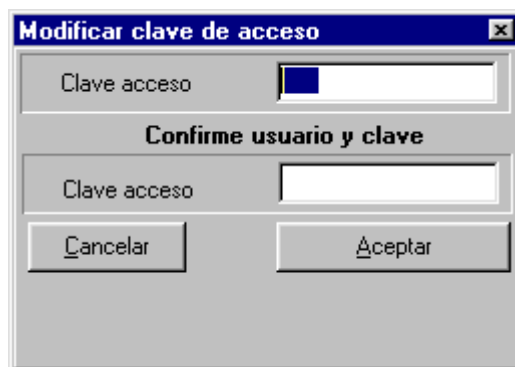 Modificar clave de acceso
Clave acceso
Confirme usuario y clave
Clave acceso
Cancelar Aceptar